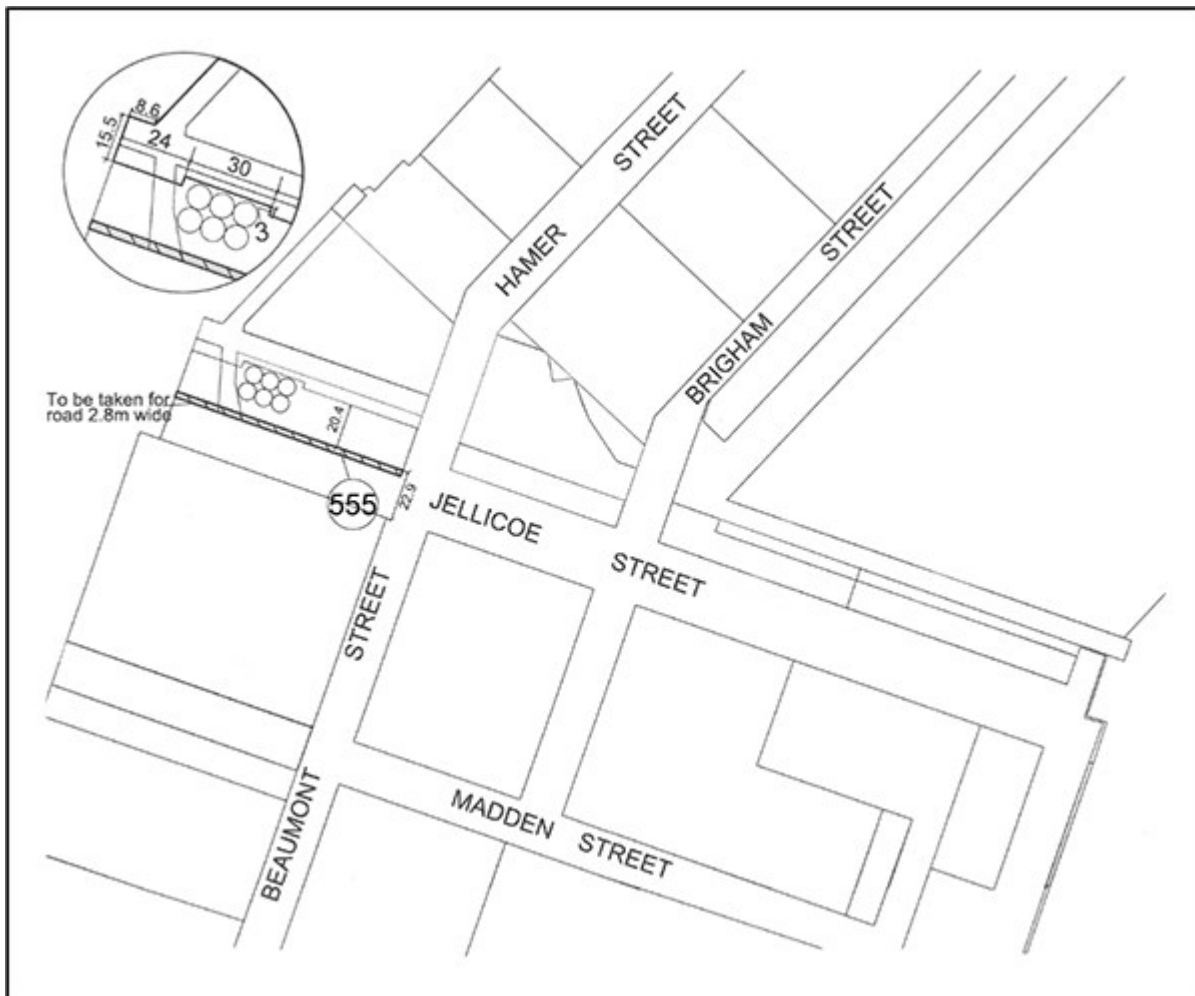 8.6
15.5
24
30
3
HAMER STREET
BRIGHAM STREET
To be taken for
road 2.8m wide
20.4
555
22.9
JELLICOE STREET
BEAUMONT STREET
MADDEN STREET